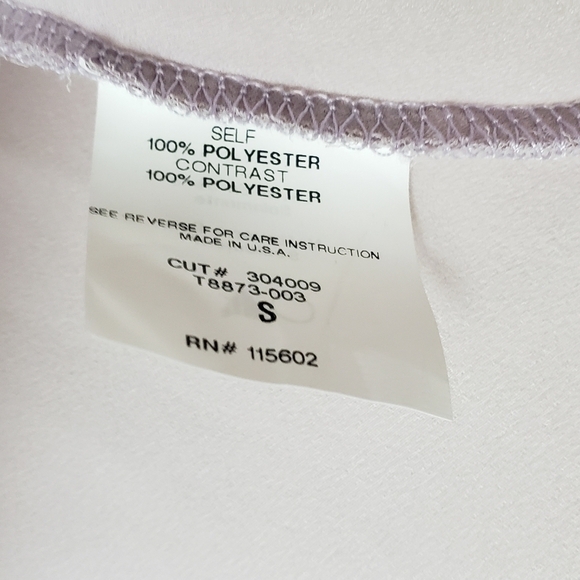 SELF
100% POLYESTER
CONTRAST
100% POLYESTER
SEE REVERSE FOR CARE INSTRUCTION
MADE IN U.S.A.
CUT# 304009
T8873-003
S
RN# 115602